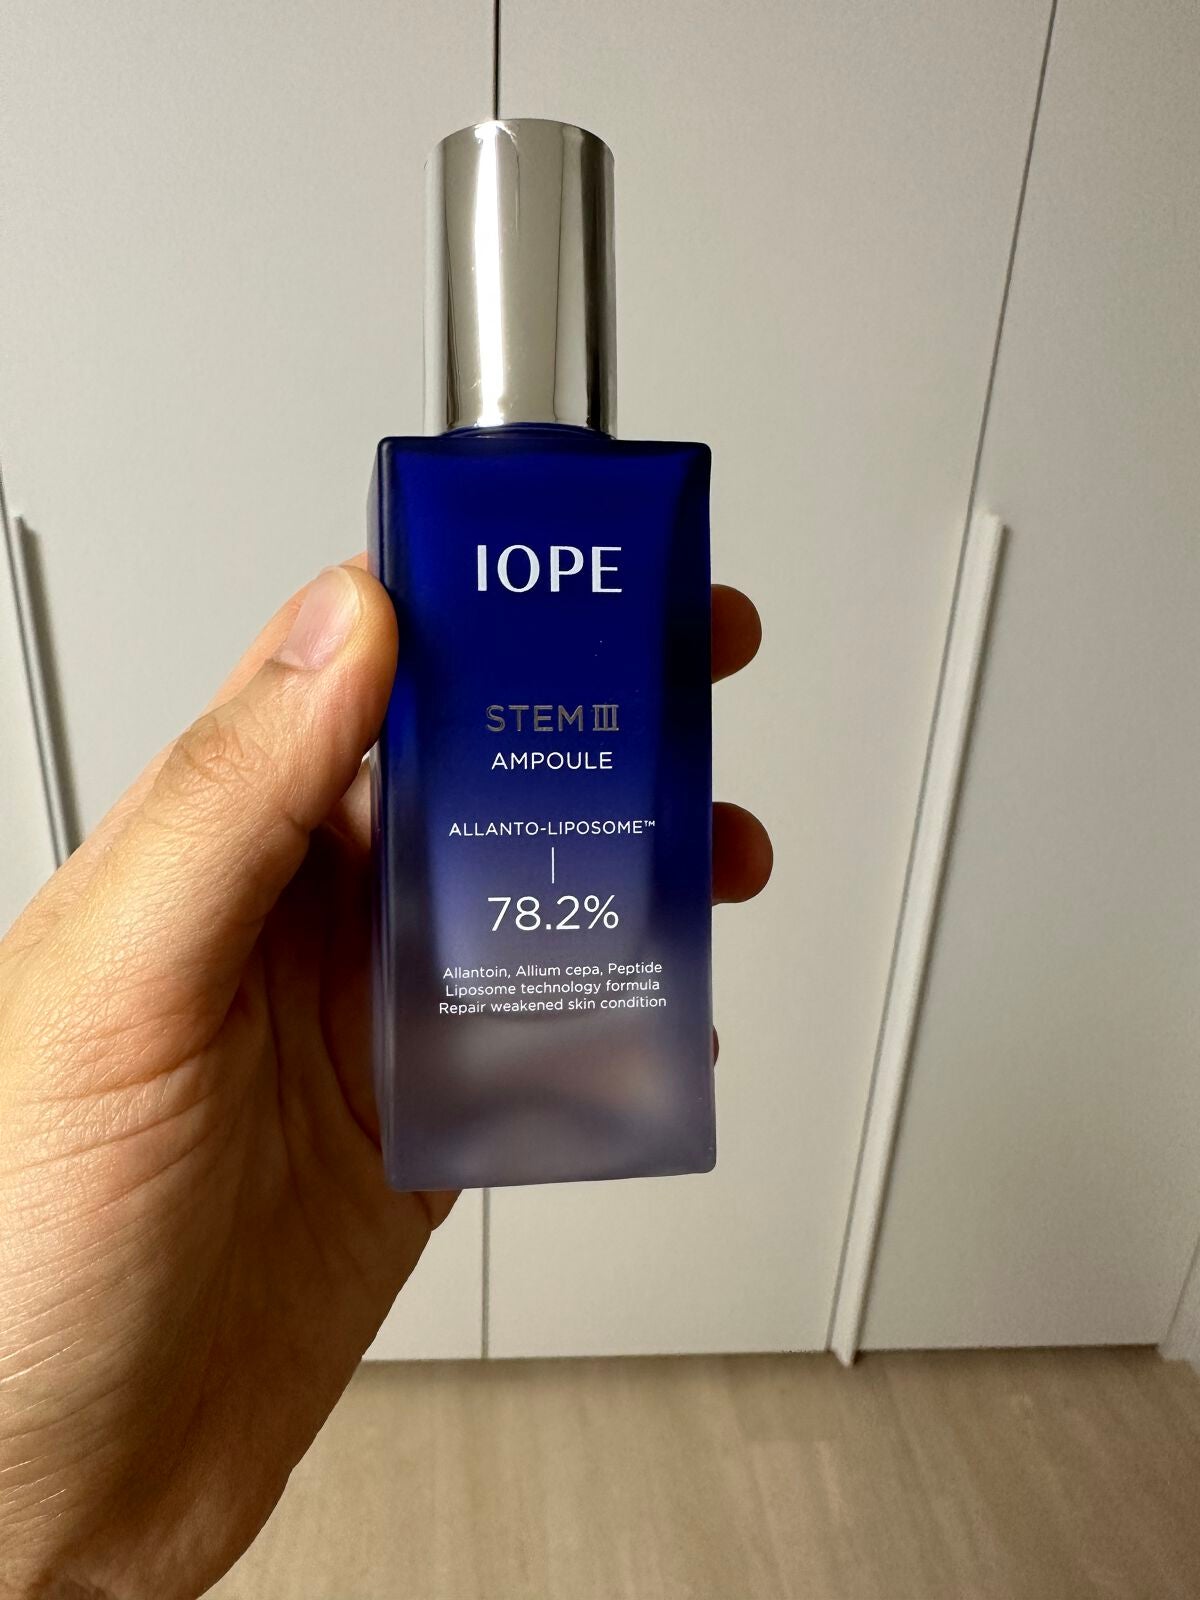 IOPE
STEM III
AMPOULE
ALLANTO-LIPOSOME™
78.2%
Allantoin, Allium cepa, Peptide
Liposome technology formula
Repair weakened skin condition